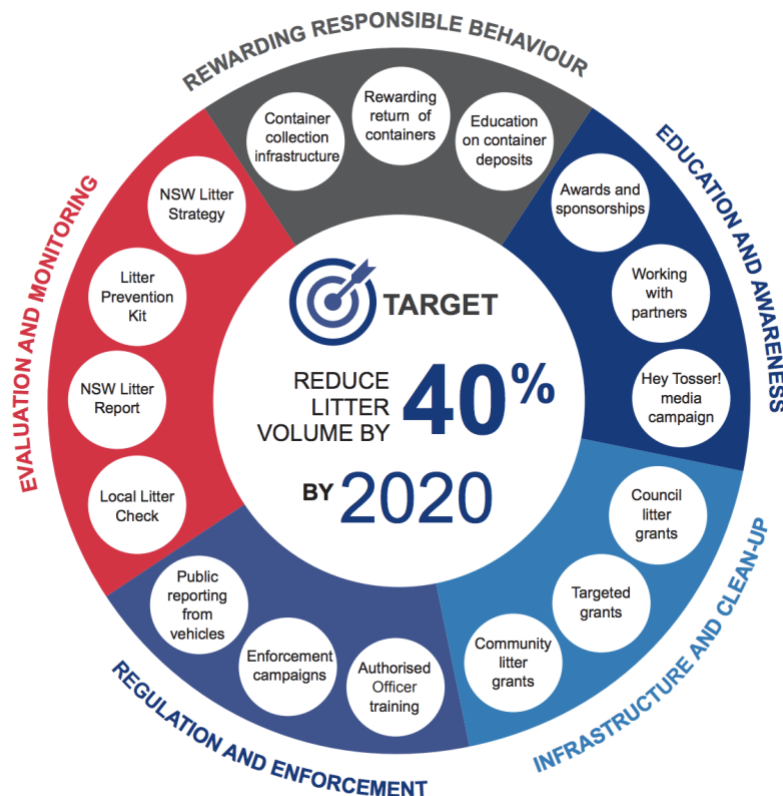 REWARDING RESPONSIBLE BEHAVIOUR
Container
collection
infrastructure
Rewarding
return of
containers
Education
on container
deposits
EDUCATION AND AWARENESS
Awards and
sponsorships
Working
with
partners
Hey Tosser!
media
campaign
INFRASTRUCTURE AND CLEAN-UP
Council
litter
grants
Targeted
grants
Community
litter
grants
REGULATION AND ENFORCEMENT
Authorised
Officer
training
Enforcement
campaigns
Public
reporting
from
vehicles
EVALUATION AND MONITORING
Local Litter
Check
NSW Litter
Report
Litter
Prevention
Kit
NSW Litter
Strategy
TARGET
REDUCE
LITTER
VOLUME BY
40%
BY 2020